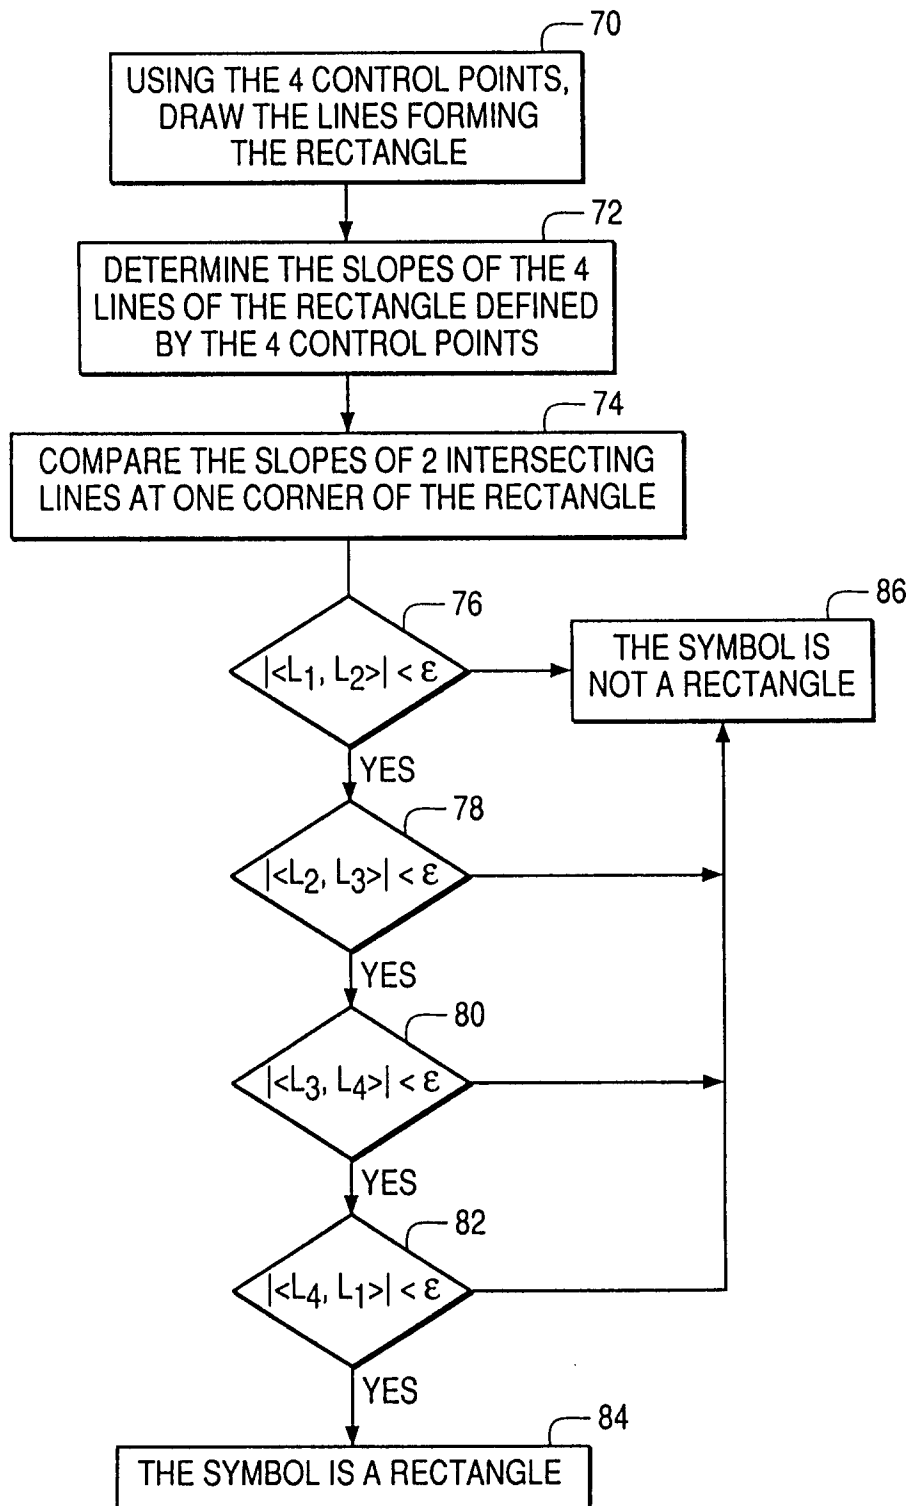 70
USING THE 4 CONTROL POINTS,
DRAW THE LINES FORMING
THE RECTANGLE
72
DETERMINE THE SLOPES OF THE 4
LINES OF THE RECTANGLE DEFINED
BY THE 4 CONTROL POINTS
74
COMPARE THE SLOPES OF 2 INTERSECTING
LINES AT ONE CORNER OF THE RECTANGLE
76
|<L1, L2>| < ε
86
THE SYMBOL IS
NOT A RECTANGLE
YES
78
|<L2, L3>| < ε
YES
80
|<L3, L4>| < ε
YES
82
|<L4, L1>| < ε
YES
84
THE SYMBOL IS A RECTANGLE